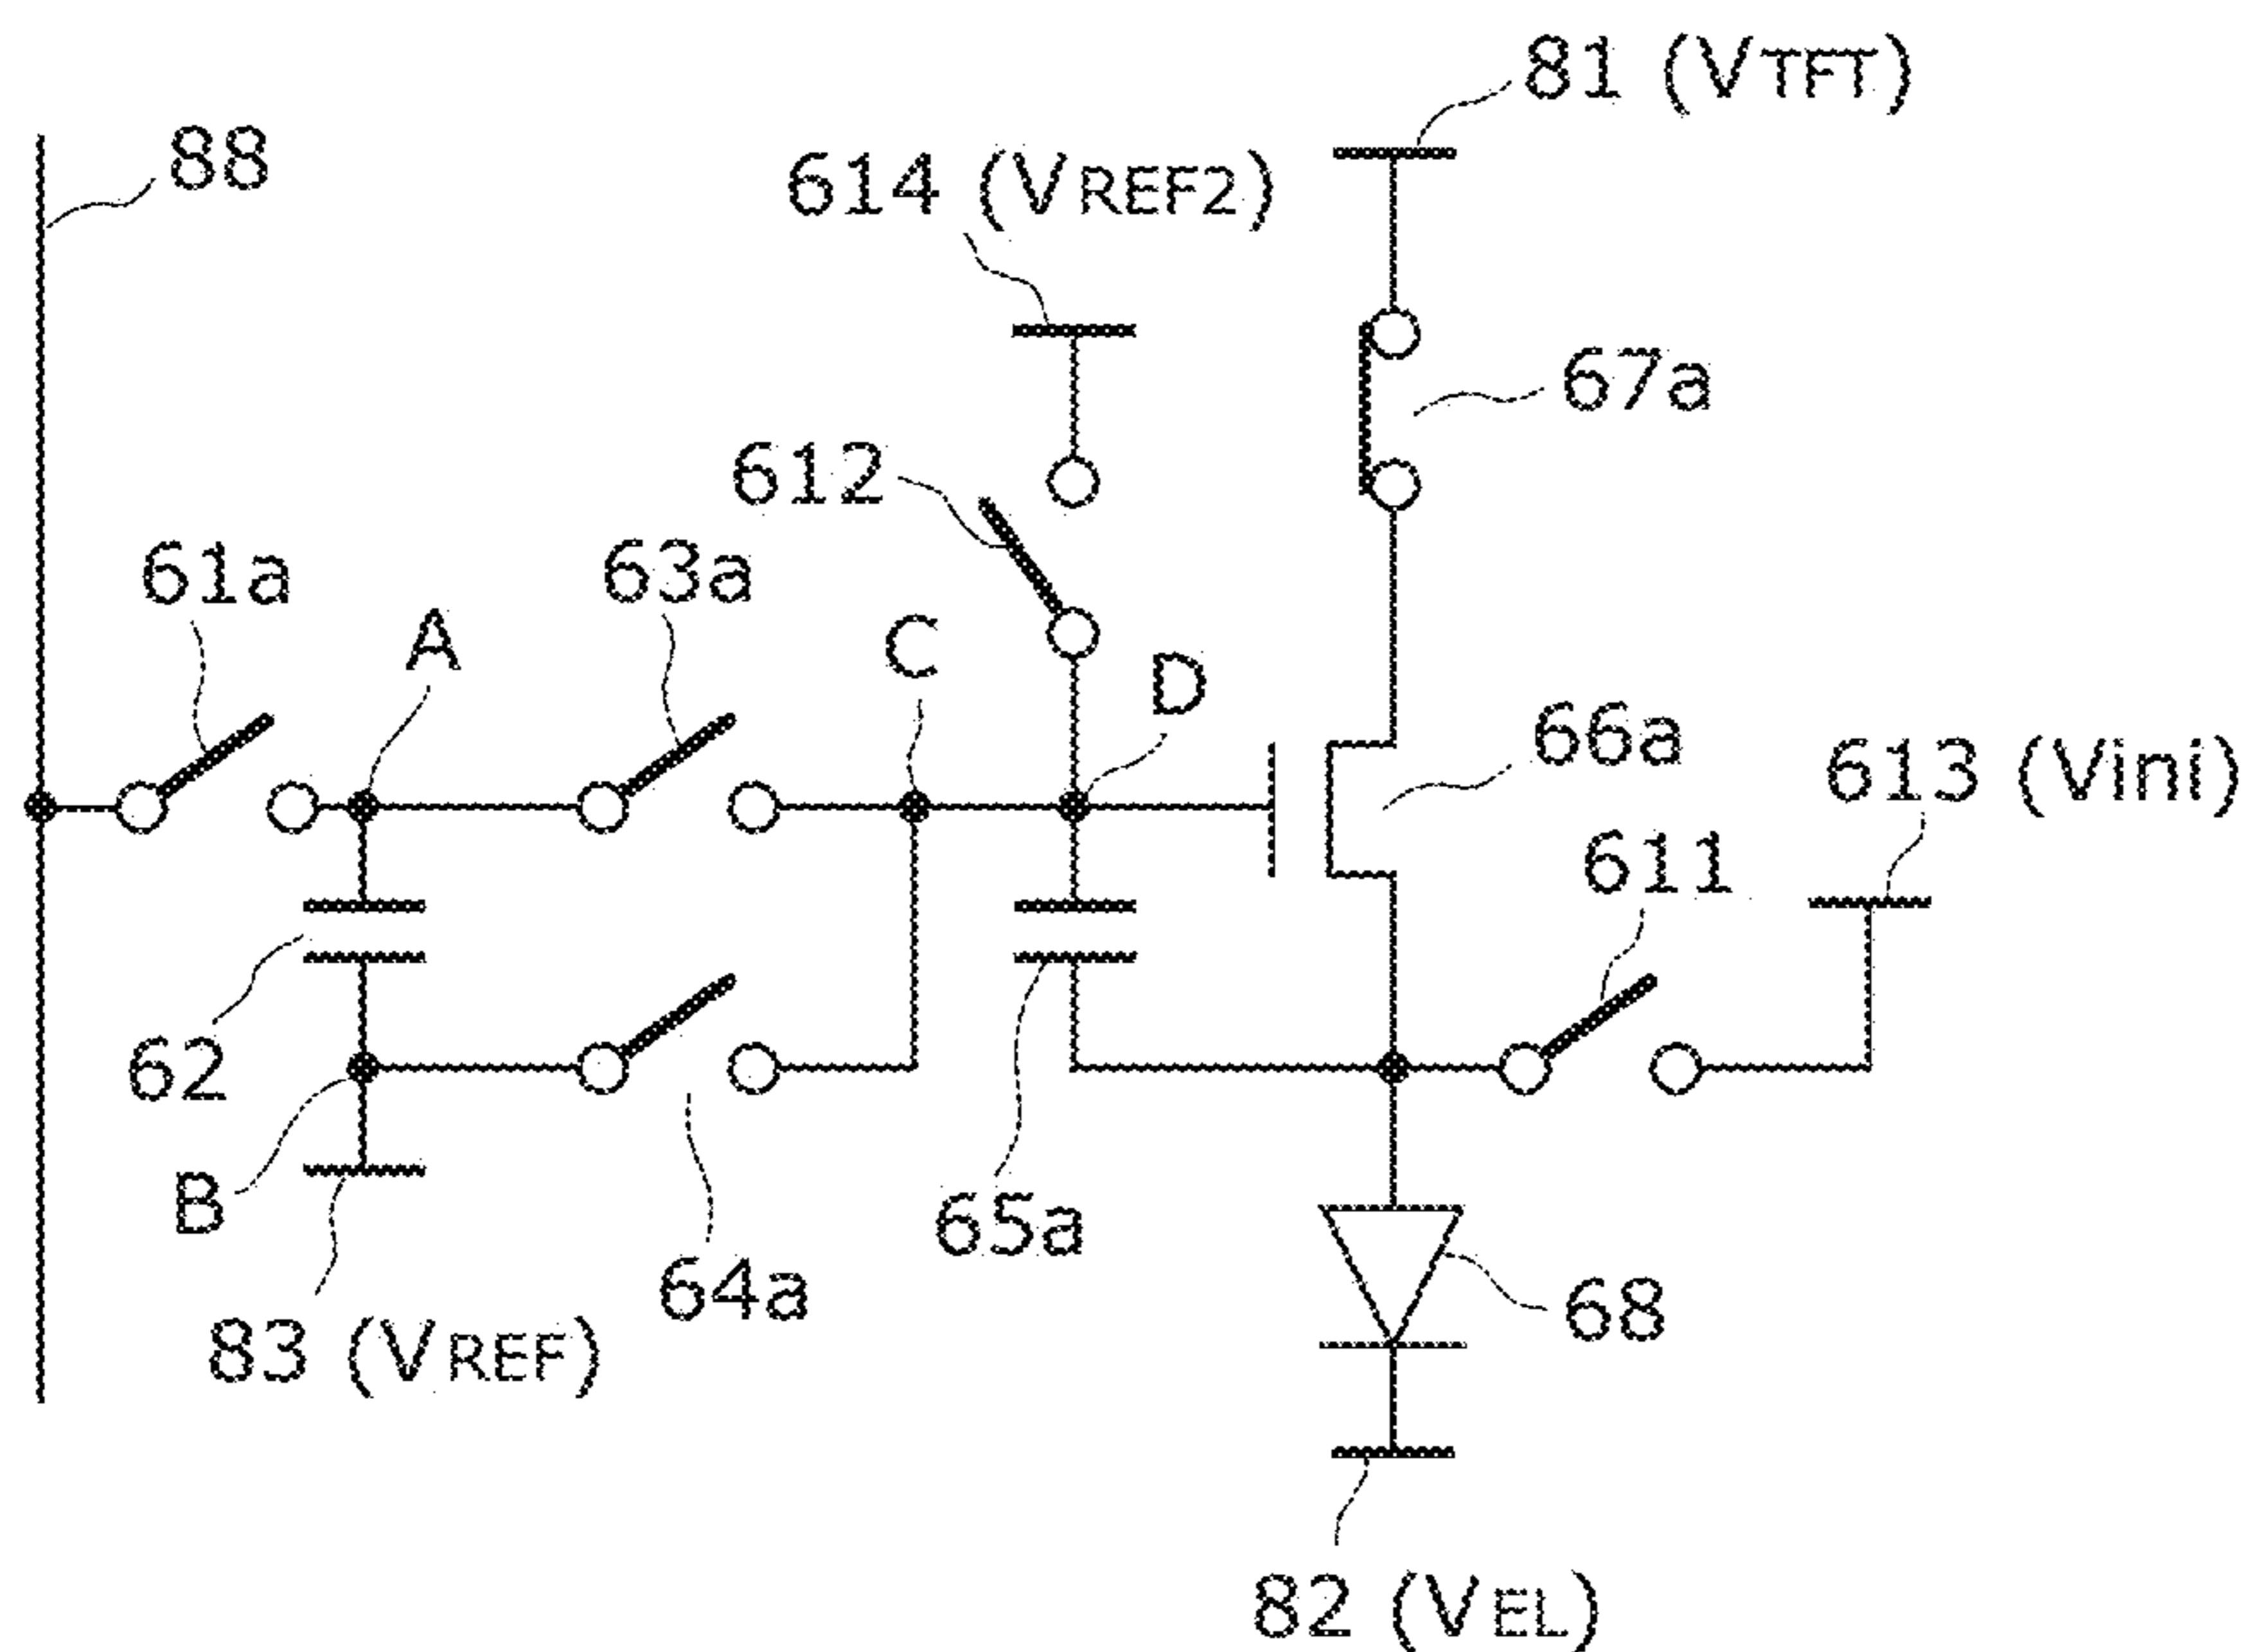 81 (VTFT)
88
614 (VREF2)
67a
612
61a
63a
A
C
D
66a
613 (Vini)
611
62
B
65a
64a
68
83 (VREF)
82 (VEL)